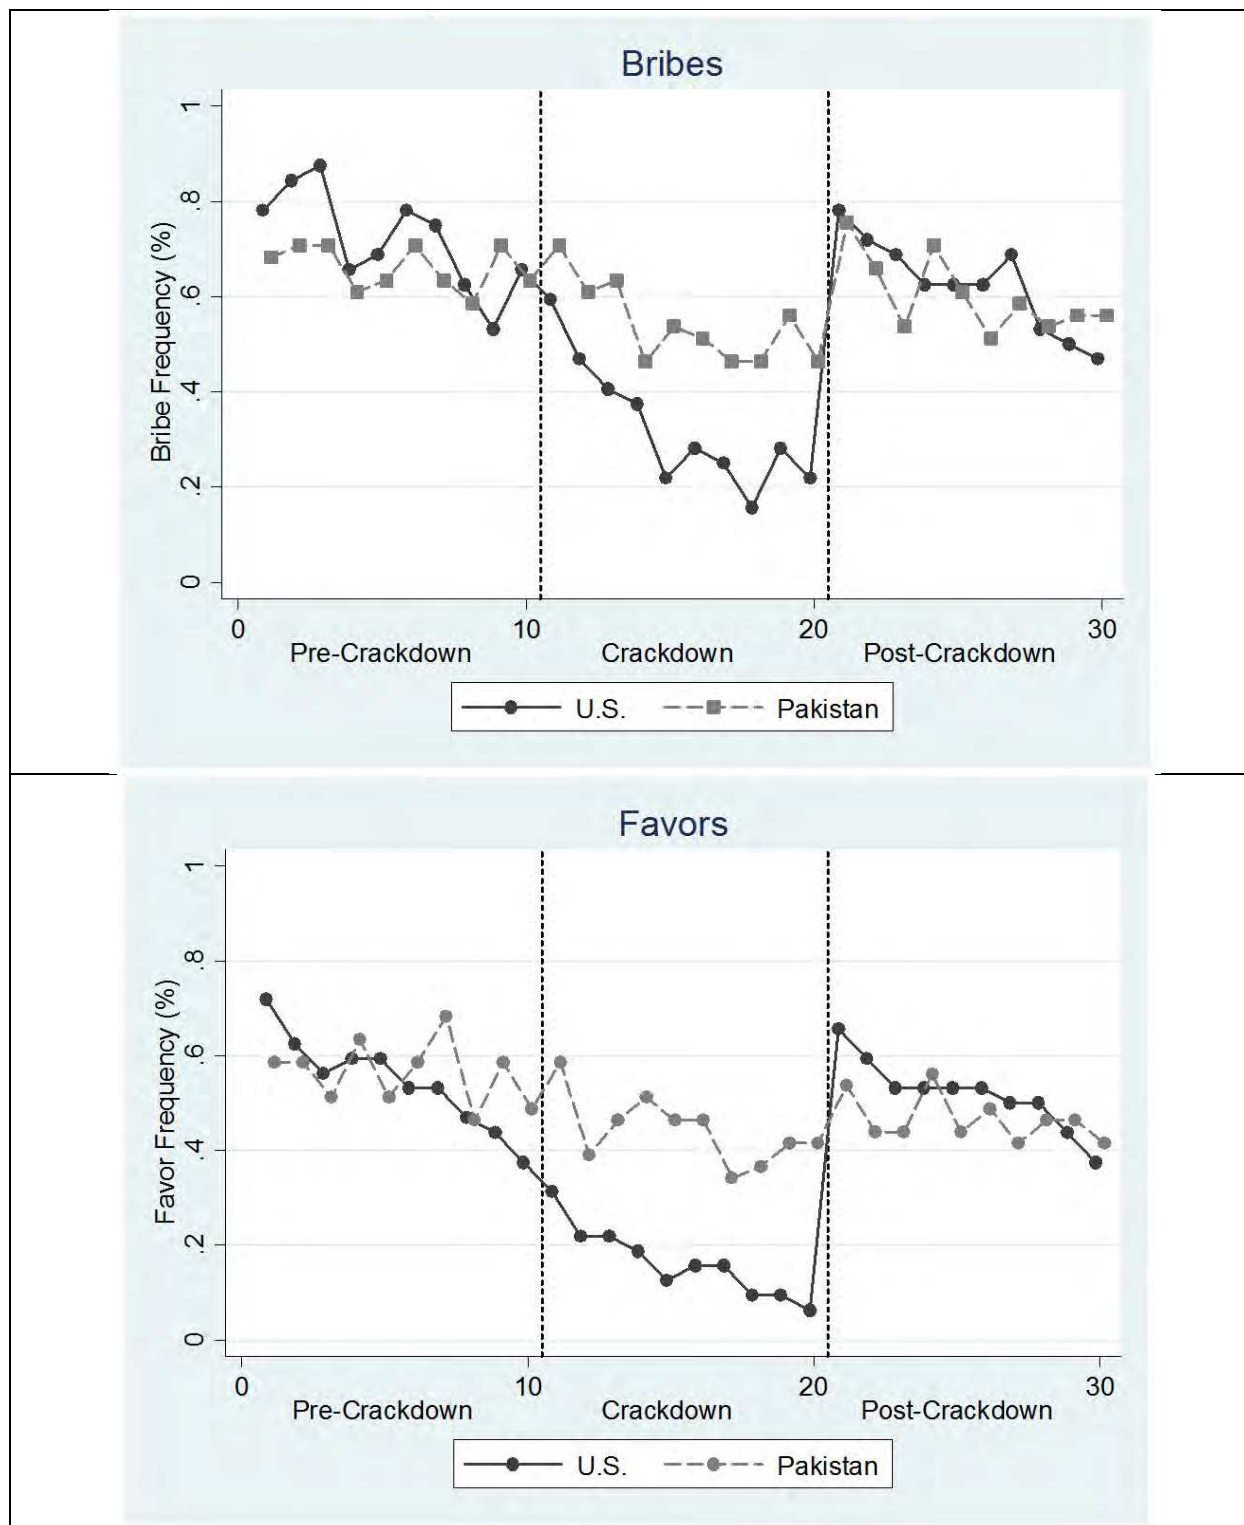 Bribes
Bribe Frequency (%)
1
.8
.6
.4
.2
0
0 10 20 30
Pre-Crackdown Crackdown Post-Crackdown
U.S. Pakistan
Favors
Favor Frequency (%)
1
.8
.6
.4
.2
0
0 10 20 30
Pre-Crackdown Crackdown Post-Crackdown
U.S. Pakistan